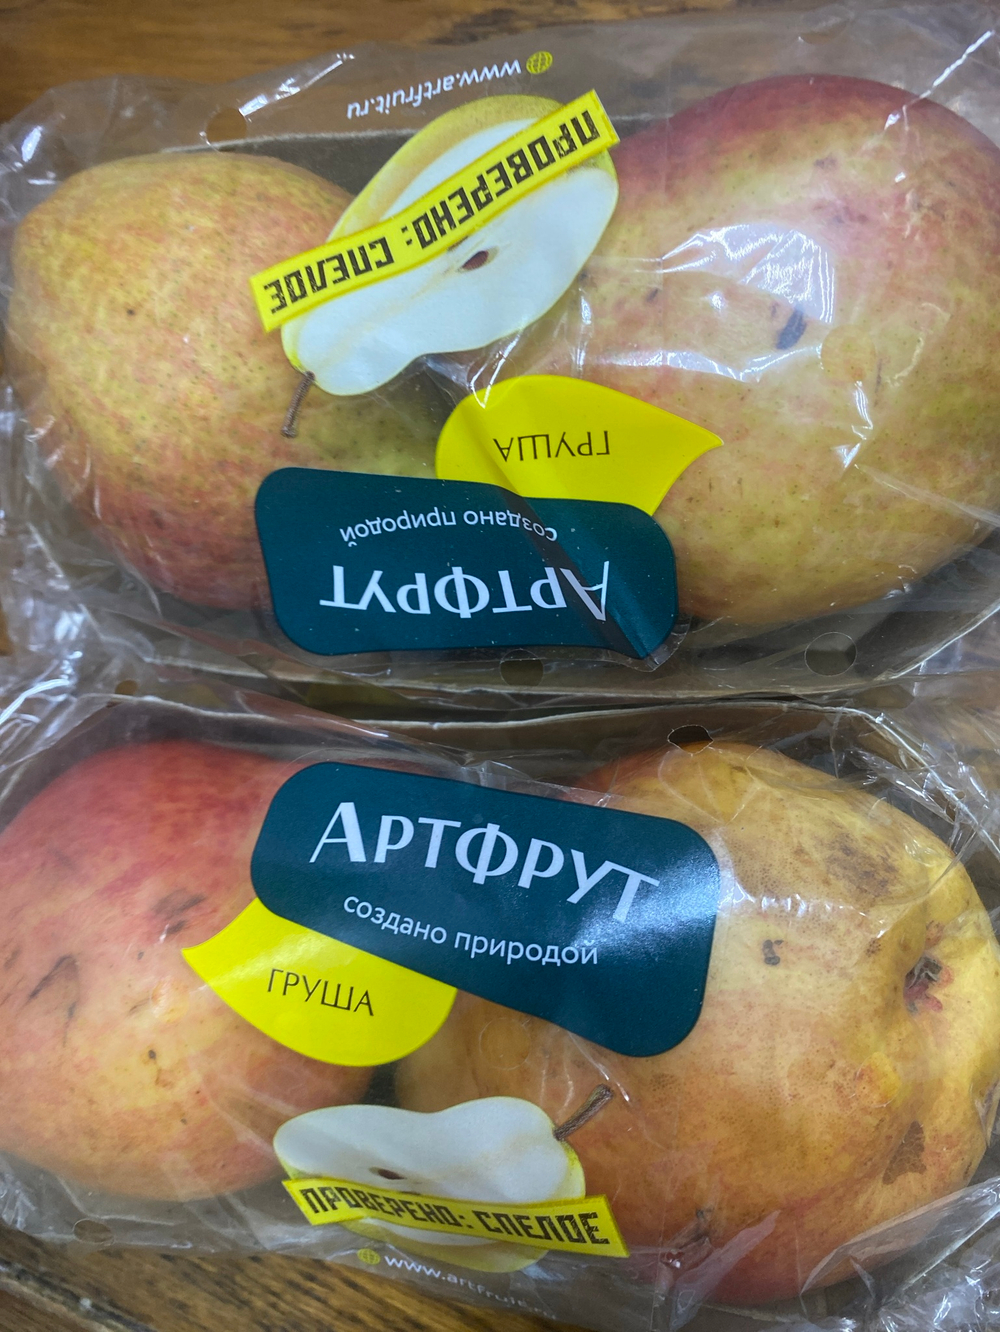 www.artfruit.ru
ПРОВЕРЕНО: СПЕЛОЕ
ГРУША
создано природой
АРТФРУТ
АРТФРУТ
создано природой
ГРУША
ПРОВЕРЕНО: СПЕЛОЕ
www.artfruit.ru